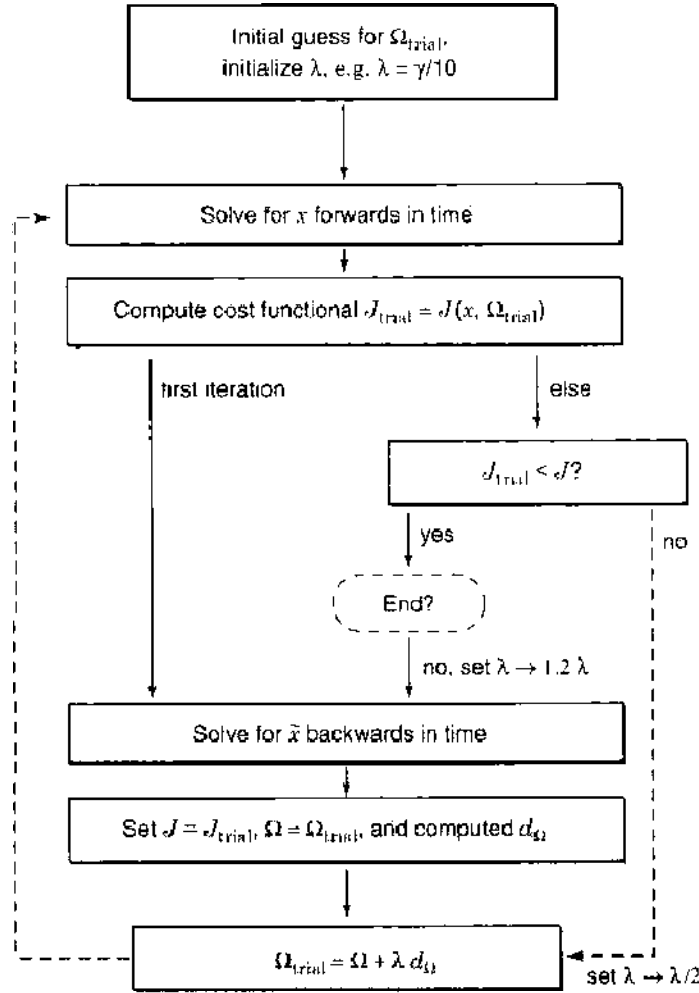 Initial guess for Ω_trial,
initialize λ, e.g. λ = γ/10
Solve for x forwards in time
Compute cost functional J_trial = J(x, Ω_trial)
first iteration
else
J_trial < J?
yes
no
End?
no, set λ → 1.2 λ
Solve for x̃ backwards in time
Set J = J_trial, Ω = Ω_trial, and computed d_Ω
Ω_trial = Ω + λ d_Ω
set λ → λ/2